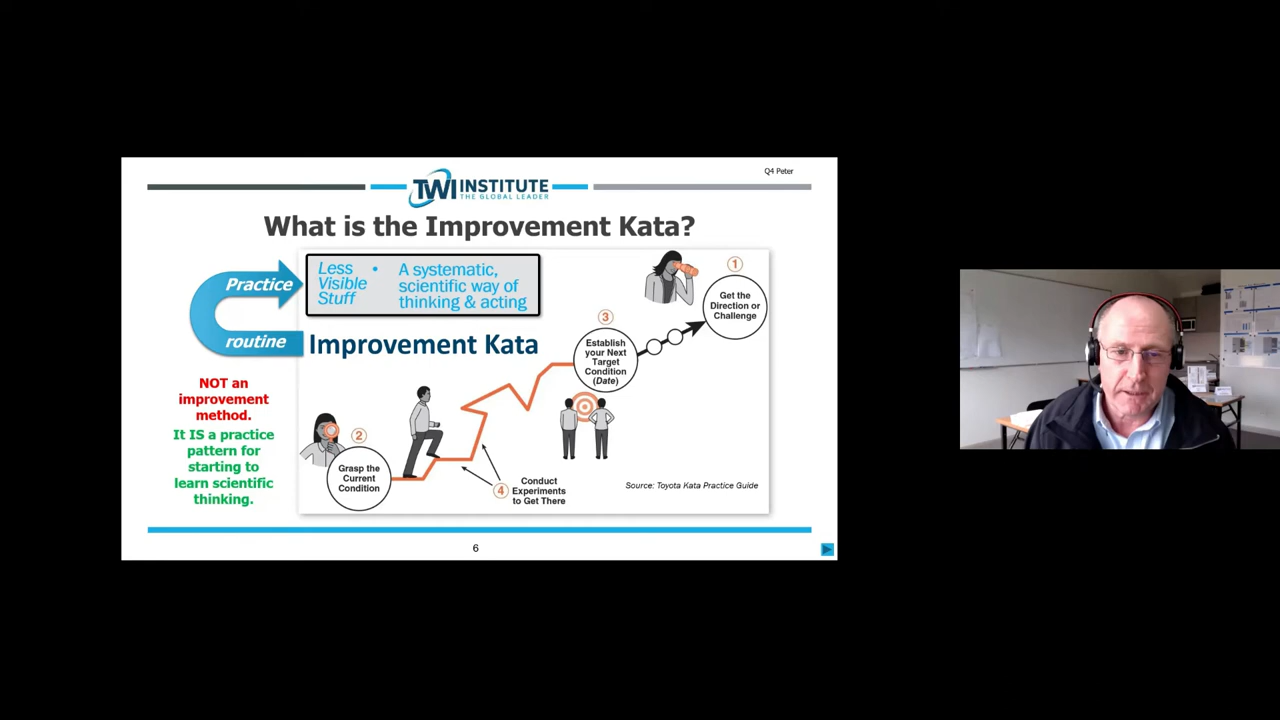 Q4 Peter
TWI INSTITUTE
THE GLOBAL LEADER
What is the Improvement Kata?
Practice
routine
Less
Visible
Stuff
• A systematic,
scientific way of
thinking & acting
Improvement Kata
NOT an
improvement
method.
It IS a practice
pattern for
starting to
learn scientific
thinking.
1
Get the
Direction or
Challenge
2
Grasp the
Current
Condition
3
Establish
your Next
Target
Condition
(Date)
4
Conduct
Experiments
to Get There
Source: Toyota Kata Practice Guide
6